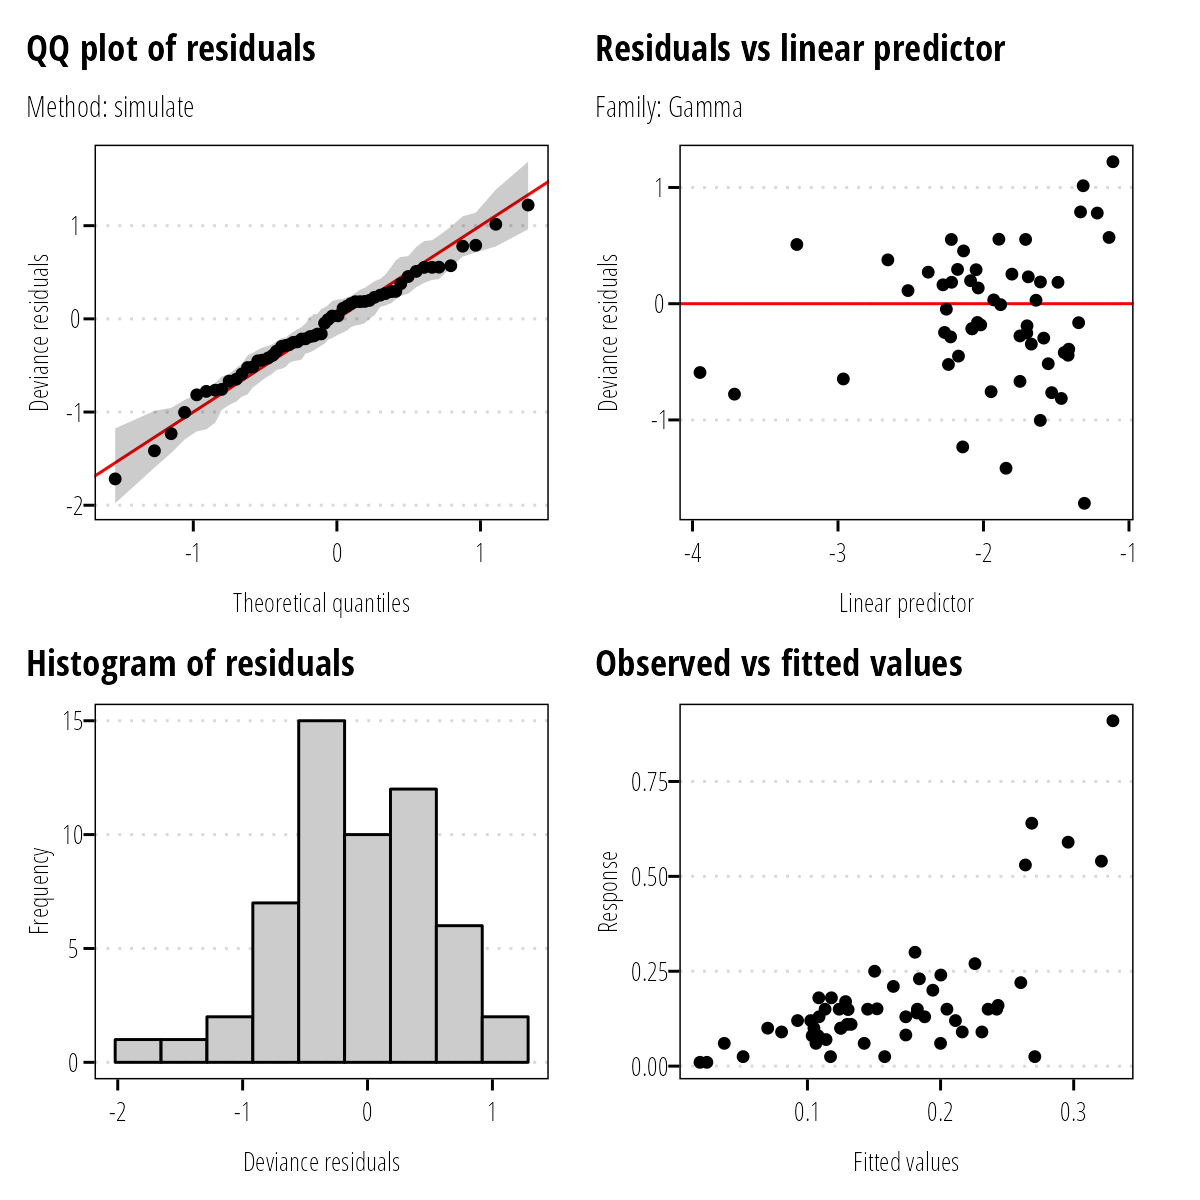 QQ plot of residuals
Method: simulate
Deviance residuals
1
0
-1
-2
-1
0
1
Theoretical quantiles
Residuals vs linear predictor
Family: Gamma
Deviance residuals
1
0
-1
-4
-3
-2
-1
Linear predictor
Histogram of residuals
Frequency
15
10
5
0
-2
-1
0
1
Deviance residuals
Observed vs fitted values
Response
0.75
0.50
0.25
0.00
0.1
0.2
0.3
Fitted values